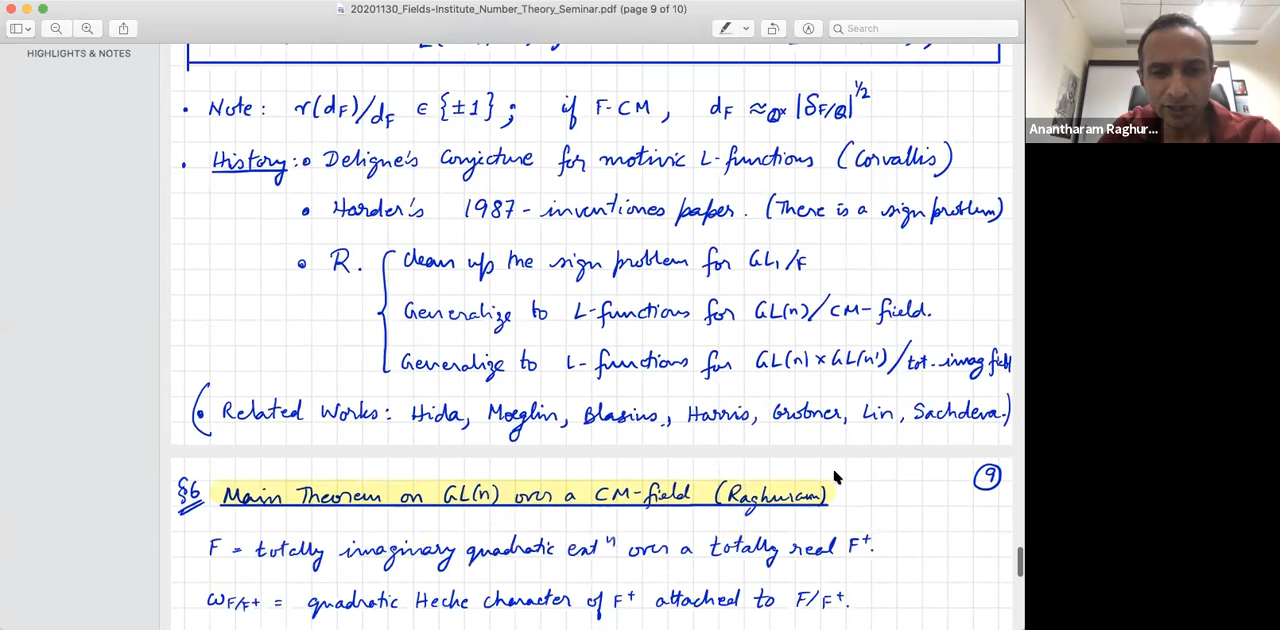 20201130_Fields-Institute_Number_Theory_Seminar.pdf (page 9 of 10)
Search
HIGHLIGHTS & NOTES
Anantharam Raghur...
• Note: r(d_F)/d_F ∈ {±1} ; if F-CM, d_F ≈_{Q^×} |δ_{F/Q}|^{1/2}
• History: • Deligne's Conjecture for motivic L-functions (Corvallis)
• Harder's 1987 - inventiones paper. (There is a sign problem)
• R. { Clean up the sign problem for GL_1/F
Generalize to L-functions for GL(n)/CM-field.
Generalize to L-functions for GL(n) × GL(n')/tot. imag field
(• Related Works: Hida, Moeglin, Blasius, Harris, Grobner, Lin, Sachdeva.)
§6 Main Theorem on GL(n) over a CM-field (Raghuram)
9
F = totally imaginary quadratic ext^n over a totally real F^+.
ω_{F/F^+} = quadratic Hecke character of F^+ attached to F/F^+.